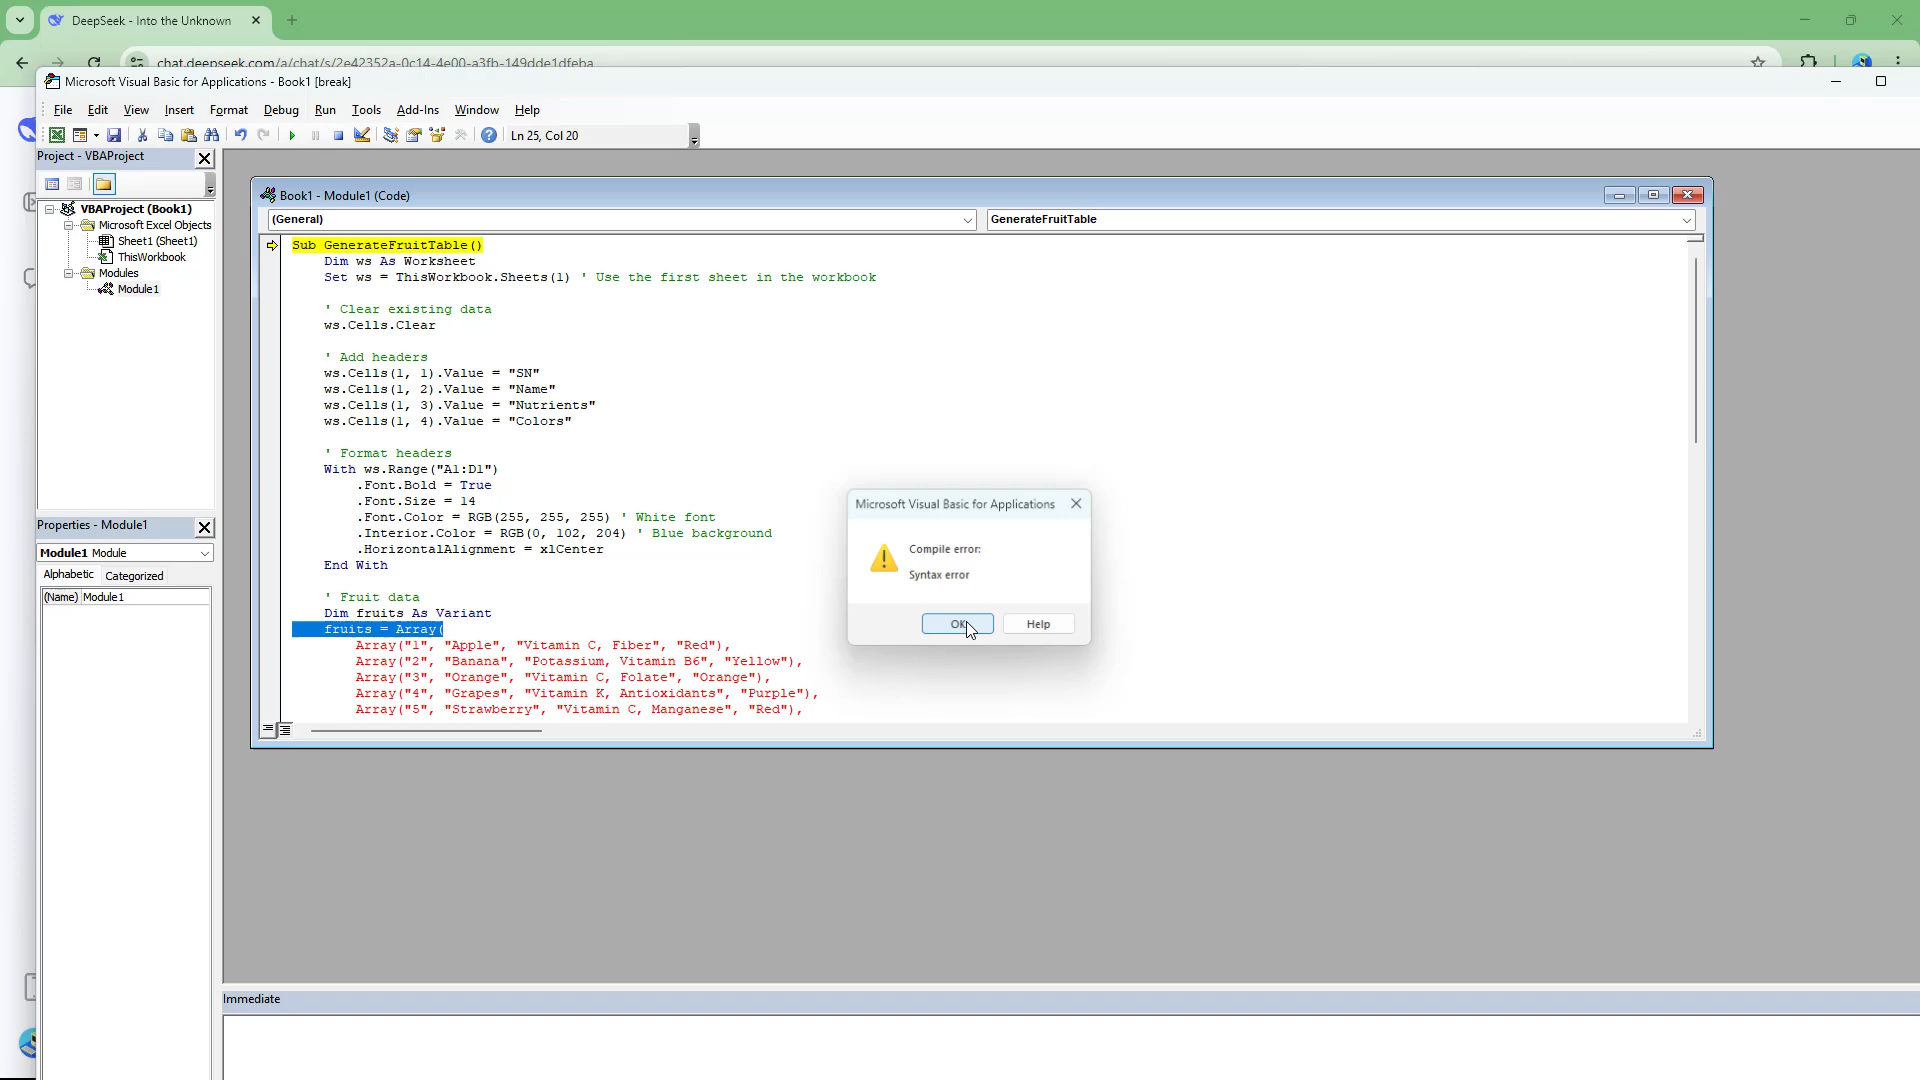 DeepSeek - Into the Unknown
chat.deepseek.com/a/chat/s/2e42352a-0c14-4e00-a3fb-149dde1dfeba
Microsoft Visual Basic for Applications - Book1 [break]
File Edit View Insert Format Debug Run Tools Add-Ins Window Help
Ln 25, Col 20
Project - VBAProject
VBAProject (Book1)
Microsoft Excel Objects
Sheet1 (Sheet1)
ThisWorkbook
Modules
Module1
Properties - Module1
Module1 Module
Alphabetic Categorized
(Name) Module1
Book1 - Module1 (Code)
(General) GenerateFruitTable
Sub GenerateFruitTable()
Dim ws As Worksheet
Set ws = ThisWorkbook.Sheets(1) ' Use the first sheet in the workbook
' Clear existing data
ws.Cells.Clear
' Add headers
ws.Cells(1, 1).Value = "SN"
ws.Cells(1, 2).Value = "Name"
ws.Cells(1, 3).Value = "Nutrients"
ws.Cells(1, 4).Value = "Colors"
' Format headers
With ws.Range("A1:D1")
.Font.Bold = True
.Font.Size = 14
.Font.Color = RGB(255, 255, 255) ' White font
.Interior.Color = RGB(0, 102, 204) ' Blue background
.HorizontalAlignment = xlCenter
End With
' Fruit data
Dim fruits As Variant
fruits = Array(
Array("1", "Apple", "Vitamin C, Fiber", "Red"),
Array("2", "Banana", "Potassium, Vitamin B6", "Yellow"),
Array("3", "Orange", "Vitamin C, Folate", "Orange"),
Array("4", "Grapes", "Vitamin K, Antioxidants", "Purple"),
Array("5", "Strawberry", "Vitamin C, Manganese", "Red"),
Microsoft Visual Basic for Applications
Compile error:
Syntax error
OK Help
Immediate